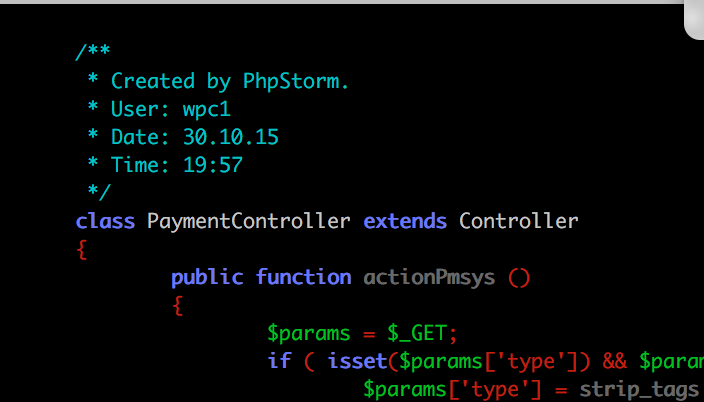 /**
 * Created by PhpStorm.
 * User: wpc1
 * Date: 30.10.15
 * Time: 19:57
 */
class PaymentController extends Controller
{
public function actionPmsys ()
{
$params = $_GET;
if ( isset($params['type']) && $param
$params['type'] = strip_tags